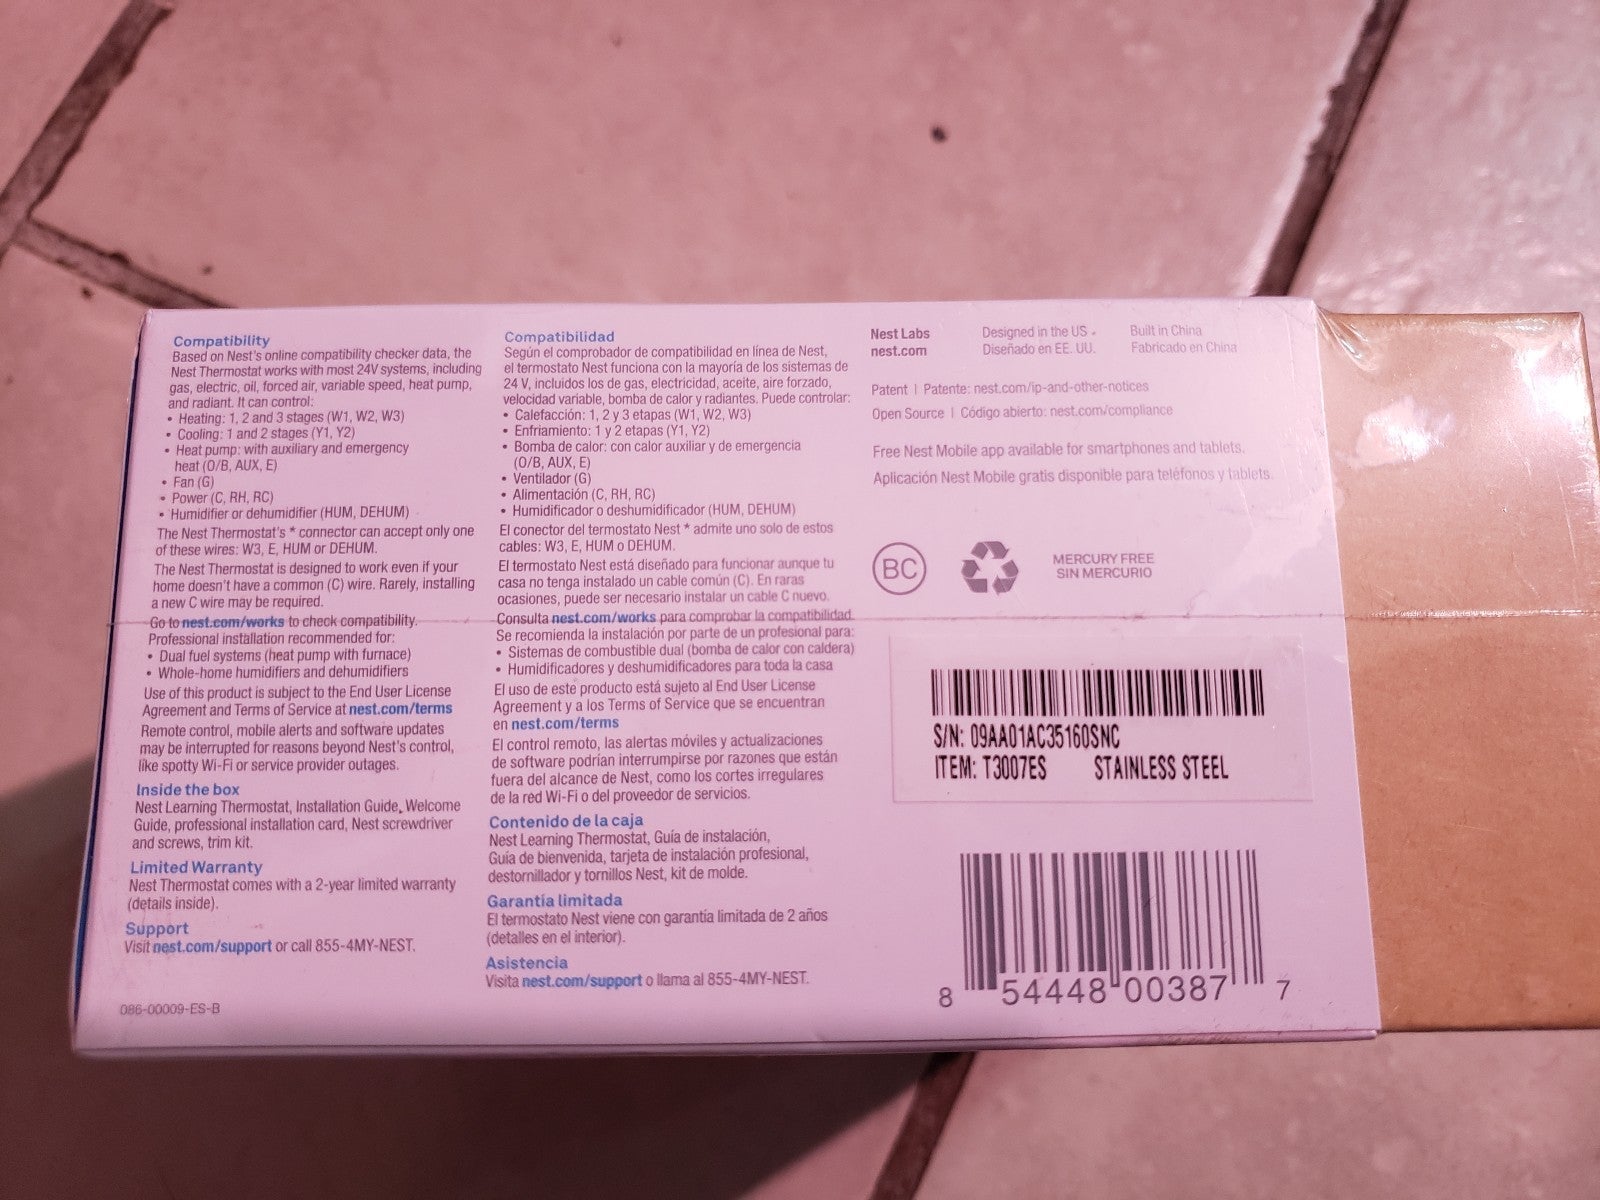 Compatibility
Based on Nest's online compatibility checker data, the
Nest Thermostat works with most 24V systems, including
gas, electric, oil, forced air, variable speed, heat pump,
and radiant. It can control:
• Heating: 1, 2 and 3 stages (W1, W2, W3)
• Cooling: 1 and 2 stages (Y1, Y2)
• Heat pump: with auxiliary and emergency
heat (O/B, AUX, E)
• Fan (G)
• Power (C, RH, RC)
• Humidifier or dehumidifier (HUM, DEHUM)
The Nest Thermostat's * connector can accept only one
of these wires: W3, E, HUM or DEHUM.
The Nest Thermostat is designed to work even if your
home doesn't have a common (C) wire. Rarely, installing
a new C wire may be required.
Go to nest.com/works to check compatibility.
Professional installation recommended for:
• Dual fuel systems (heat pump with furnace)
• Whole-home humidifiers and dehumidifiers
Use of this product is subject to the End User License
Agreement and Terms of Service at nest.com/terms
Remote control, mobile alerts and software updates
may be interrupted for reasons beyond Nest's control,
like spotty Wi-Fi or service provider outages.
Inside the box
Nest Learning Thermostat, Installation Guide, Welcome
Guide, professional installation card, Nest screwdriver
and screws, trim kit.
Limited Warranty
Nest Thermostat comes with a 2-year limited warranty
(details inside).
Support
Visit nest.com/support or call 855-4MY-NEST.
086-00009-ES-B
Compatibilidad
Según el comprobador de compatibilidad en línea de Nest,
el termostato Nest funciona con la mayoría de los sistemas de
24 V, incluidos los de gas, electricidad, aceite, aire forzado,
velocidad variable, bomba de calor y radiantes. Puede controlar:
• Calefacción: 1, 2 y 3 etapas (W1, W2, W3)
• Enfriamiento: 1 y 2 etapas (Y1, Y2)
• Bomba de calor: con calor auxiliar y de emergencia
(O/B, AUX, E)
• Ventilador (G)
• Alimentación (C, RH, RC)
• Humidificador o deshumidificador (HUM, DEHUM)
El conector del termostato Nest * admite uno solo de estos
cables: W3, E, HUM o DEHUM.
El termostato Nest está diseñado para funcionar aunque tu
casa no tenga instalado un cable común (C). En raras
ocasiones, puede ser necesario instalar un cable C nuevo.
Consulta nest.com/works para comprobar la compatibilidad.
Se recomienda la instalación por parte de un profesional para:
• Sistemas de combustible dual (bomba de calor con caldera)
• Humidificadores y deshumidificadores para toda la casa
El uso de este producto está sujeto al End User License
Agreement y a los Terms of Service que se encuentran
en nest.com/terms
El control remoto, las alertas móviles y actualizaciones
de software podrían interrumpirse por razones que están
fuera del alcance de Nest, como los cortes irregulares
de la red Wi-Fi o del proveedor de servicios.
Contenido de la caja
Nest Learning Thermostat, Guía de instalación,
Guía de bienvenida, tarjeta de instalación profesional,
destornillador y tornillos Nest, kit de molde.
Garantía limitada
El termostato Nest viene con garantía limitada de 2 años
(detalles en el interior).
Asistencia
Visita nest.com/support o llama al 855-4MY-NEST.
Nest Labs
nest.com
Designed in the US
Diseñado en EE. UU.
Built in China
Fabricado en China
Patent | Patente: nest.com/ip-and-other-notices
Open Source | Código abierto: nest.com/compliance
Free Nest Mobile app available for smartphones and tablets.
Aplicación Nest Mobile gratis disponible para teléfonos y tablets.
BC
MERCURY FREE
SIN MERCURIO
S/N: 09AA01AC35160SNC
ITEM: T3007ES STAINLESS STEEL
8 54448 00387 7